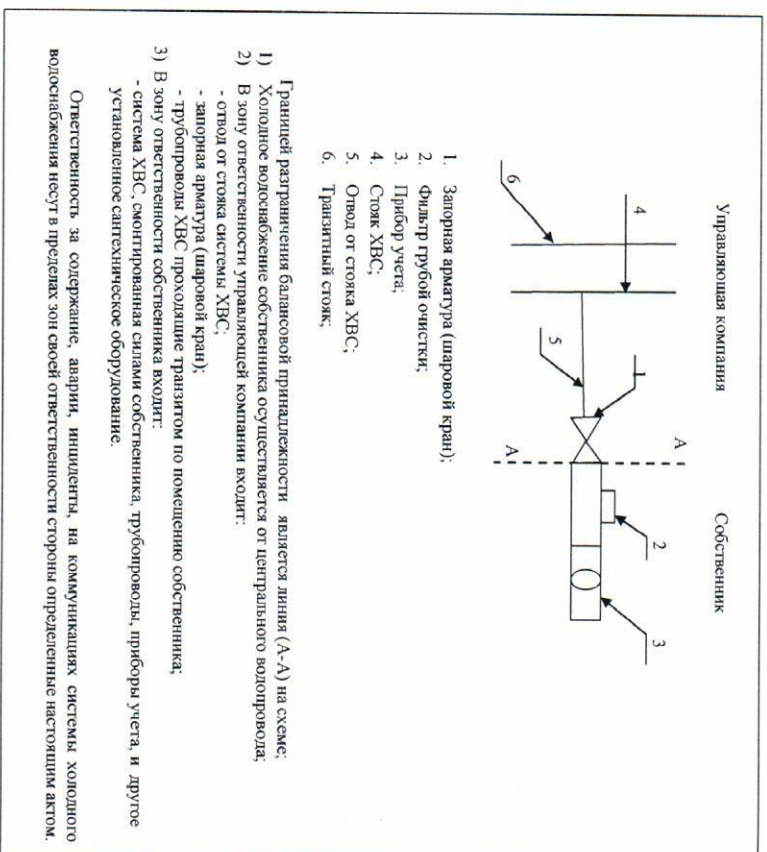 Управляющая компания Собственник
4
6
5
1
А
А
2
3
1. Запорная арматура (шаровой кран);
2. Фильтр грубой очистки;
3. Прибор учета;
4. Стояк ХВС;
5. Отвод от стояка ХВС;
6. Транзитный стояк;
Границей разграничения балансовой принадлежности является линия (А-А) на схеме;
1) Холодное водоснабжение собственника осуществляется от центрального водопровода;
2) В зону ответственности управляющей компании входит:
- отвод от стояка системы ХВС;
- запорная арматура (шаровой кран);
- трубопроводы ХВС проходящие транзитом по помещению собственника;
3) В зону ответственности собственника входит:
- система ХВС, смонтированная силами собственника, трубопроводы, приборы учета, и другое
установленное сантехническое оборудование.
Ответственность за содержание, аварии, инциденты, на коммуникациях системы холодного
водоснабжения несут в пределах зон своей ответственности стороны определенные настоящим актом.